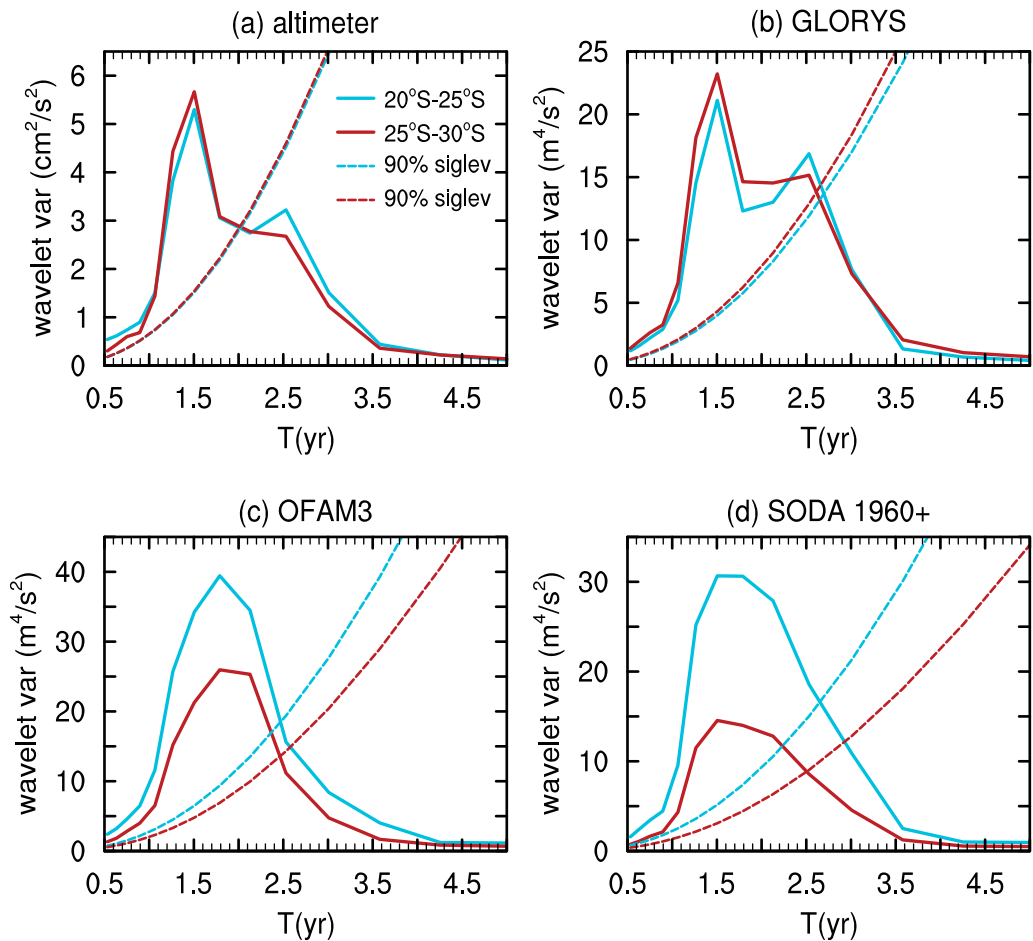 (a) altimeter
wavelet var (cm²/s²)
6
5
4
3
2
1
0
20°S-25°S
25°S-30°S
90% siglev
90% siglev
0.5 1.5 2.5 3.5 4.5
T(yr)
(b) GLORYS
wavelet var (m⁴/s²)
25
20
15
10
5
0
0.5 1.5 2.5 3.5 4.5
T(yr)
(c) OFAM3
wavelet var (m⁴/s²)
40
30
20
10
0
0.5 1.5 2.5 3.5 4.5
T(yr)
(d) SODA 1960+
wavelet var (m⁴/s²)
30
20
10
0
0.5 1.5 2.5 3.5 4.5
T(yr)